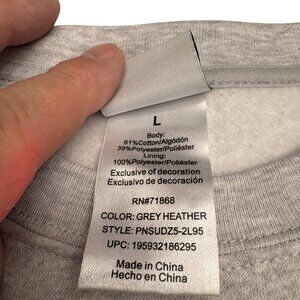 L
Body:
61%Cotton/Algodón
39%Polyester/Poliéster
Lining:
100%Polyester/Poliéster
Exclusive of decoration
Exclusivo de decoración
RN#71868
COLOR: GREY HEATHER
STYLE: PNSUDZ5-2L95
UPC: 195932186295
Made in China
Hecho en China